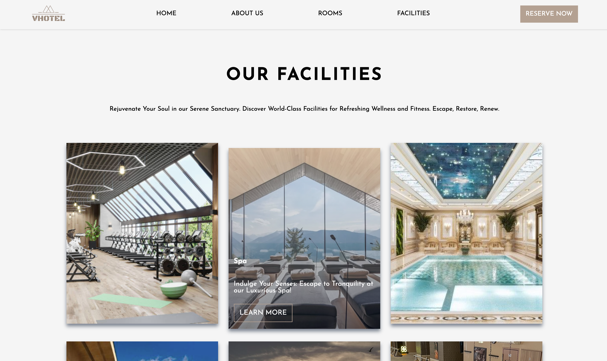 VHOTEL
HOME
ABOUT US
ROOMS
FACILITIES
RESERVE NOW
OUR FACILITIES
Rejuvenate Your Soul in our Serene Sanctuary. Discover World-Class Facilities for Refreshing Wellness and Fitness. Escape, Restore, Renew.
Spa
Indulge Your Senses: Escape to Tranquility at
our Luxurious Spa!
LEARN MORE